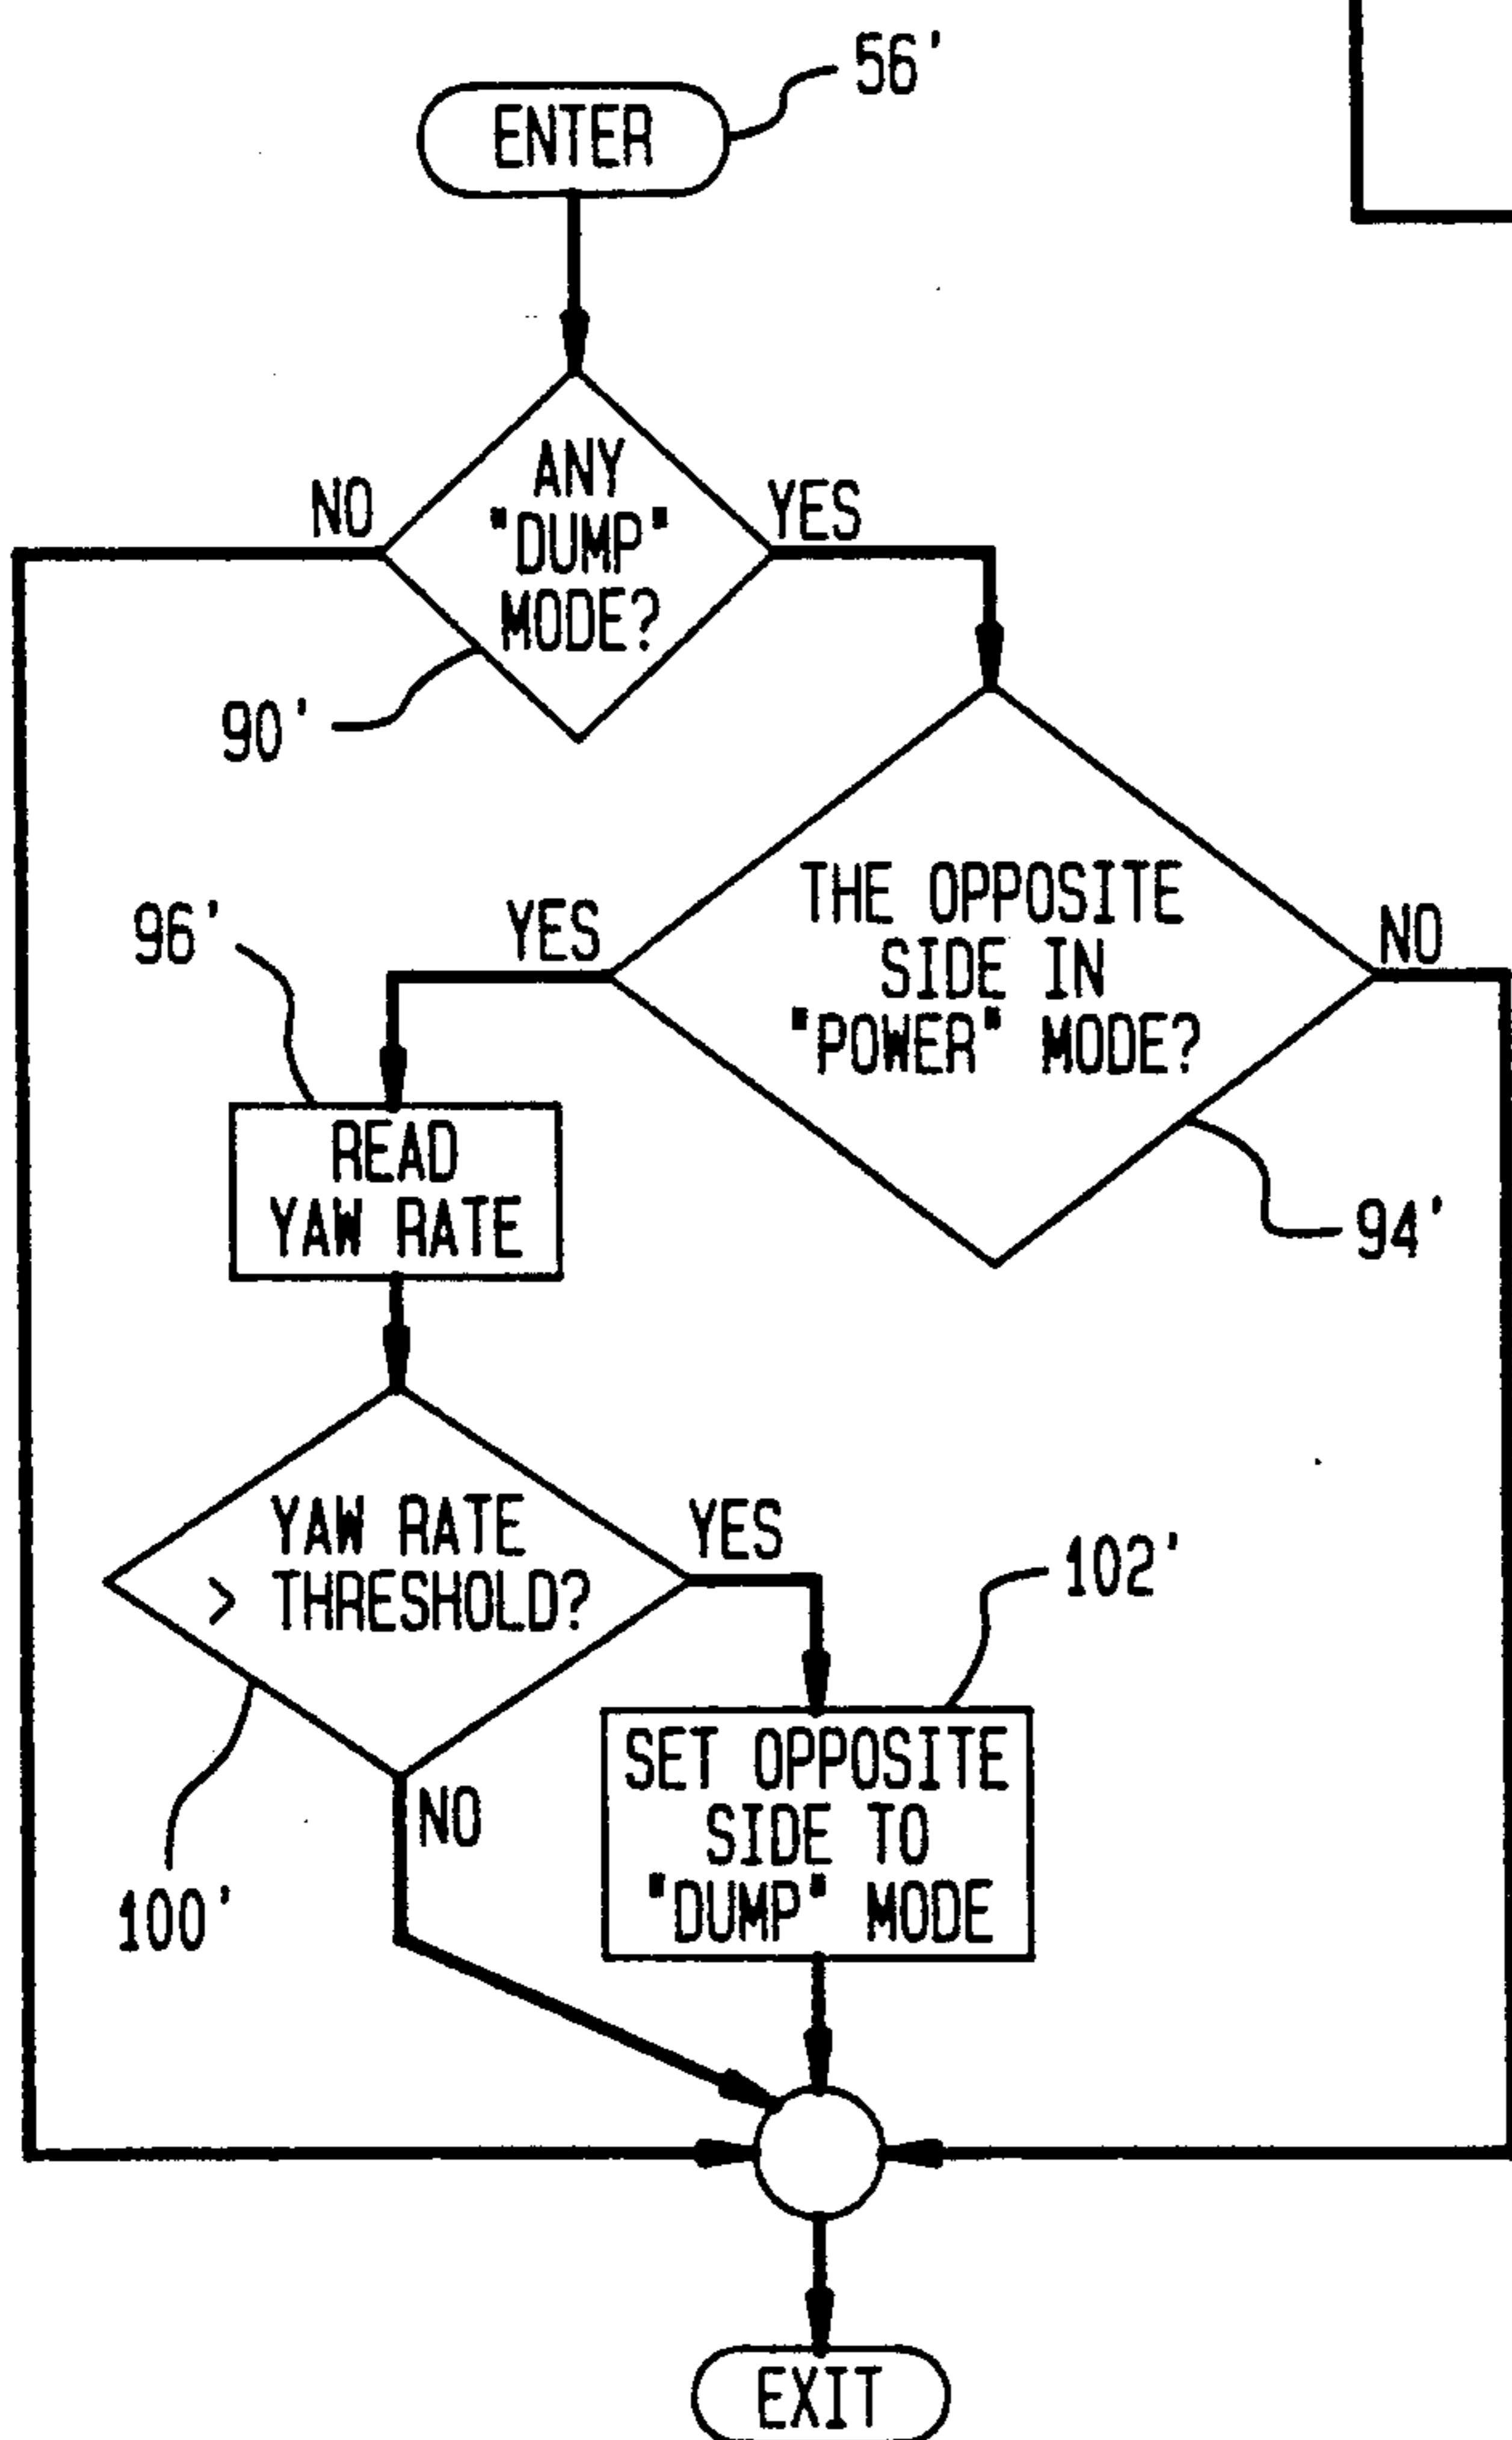 56'
ENTER
ANY
"DUMP"
MODE?
NO
YES
90'
THE OPPOSITE
SIDE IN
"POWER" MODE?
YES
NO
96'
94'
READ
YAW RATE
YAW RATE
> THRESHOLD?
YES
NO
102'
100'
SET OPPOSITE
SIDE TO
"DUMP" MODE
EXIT